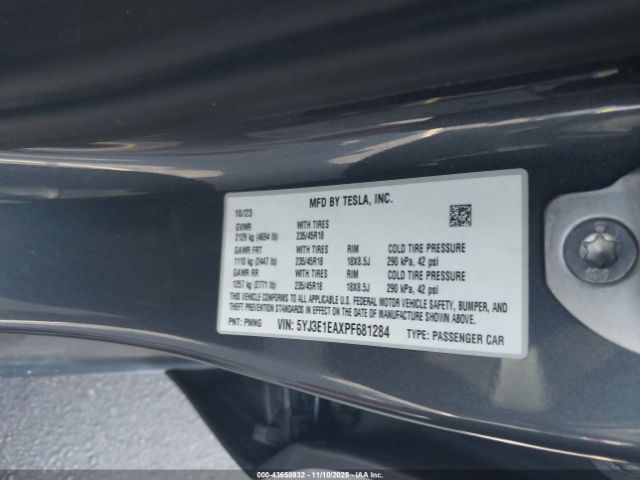 MFD BY TESLA, INC.
10/23
GVWR WITH TIRES
2129 kg (4694 lb) 235/45R18
GAWR FRT WITH TIRES RIM COLD TIRE PRESSURE
1110 kg (2447 lb) 235/45R18 18X8.5J 290 kPa, 42 psi
GAWR RR WITH TIRES RIM COLD TIRE PRESSURE
1257 kg (2771 lb) 235/45R18 18X8.5J 290 kPa, 42 psi
THIS VEHICLE CONFORMS TO ALL APPLICABLE U.S. FEDERAL MOTOR VEHICLE SAFETY, BUMPER, AND
THEFT PREVENTION STANDARDS IN EFFECT ON THE DATE OF MANUFACTURE SHOWN ABOVE.
PNT: PMNG VIN: 5YJ3E1EAXPF681284 TYPE: PASSENGER CAR
000-43658932 - 11/10/2025 - IAAI.COM